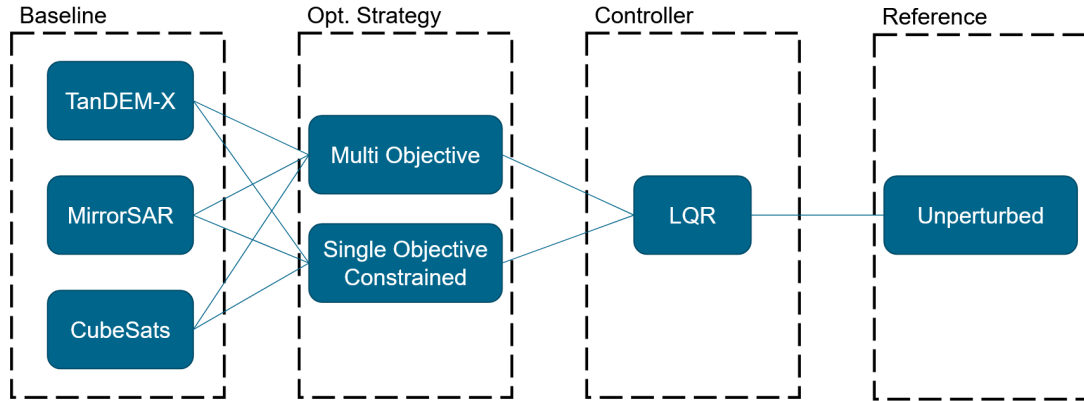 Baseline
Opt. Strategy
Controller
Reference
TanDEM-X
MirrorSAR
CubeSats
Multi Objective
Single Objective
Constrained
LQR
Unperturbed